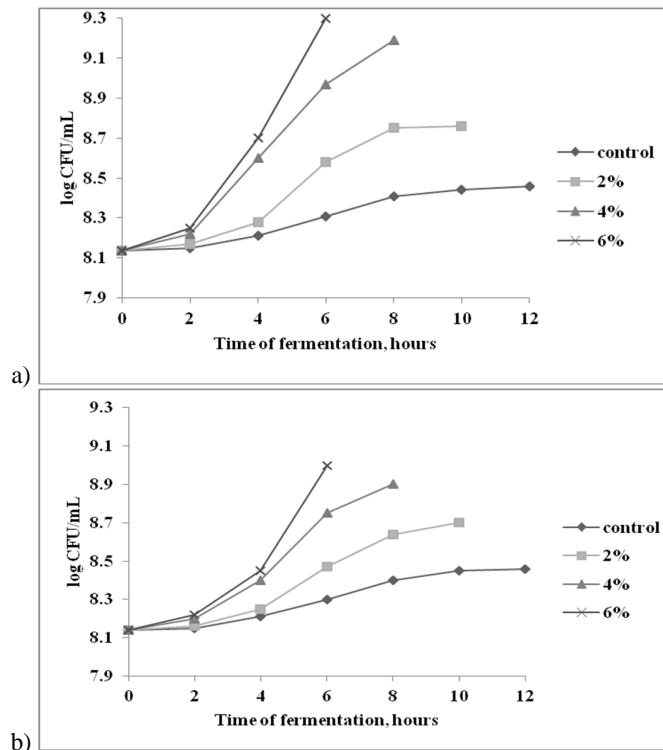 a)
log CFU/mL
9.3
9.1
8.9
8.7
8.5
8.3
8.1
7.9
0 2 4 6 8 10 12
Time of fermentation, hours
control
2%
4%
6%
b)
log CFU/mL
9.3
9.1
8.9
8.7
8.5
8.3
8.1
7.9
0 2 4 6 8 10 12
Time of fermentation, hours
control
2%
4%
6%